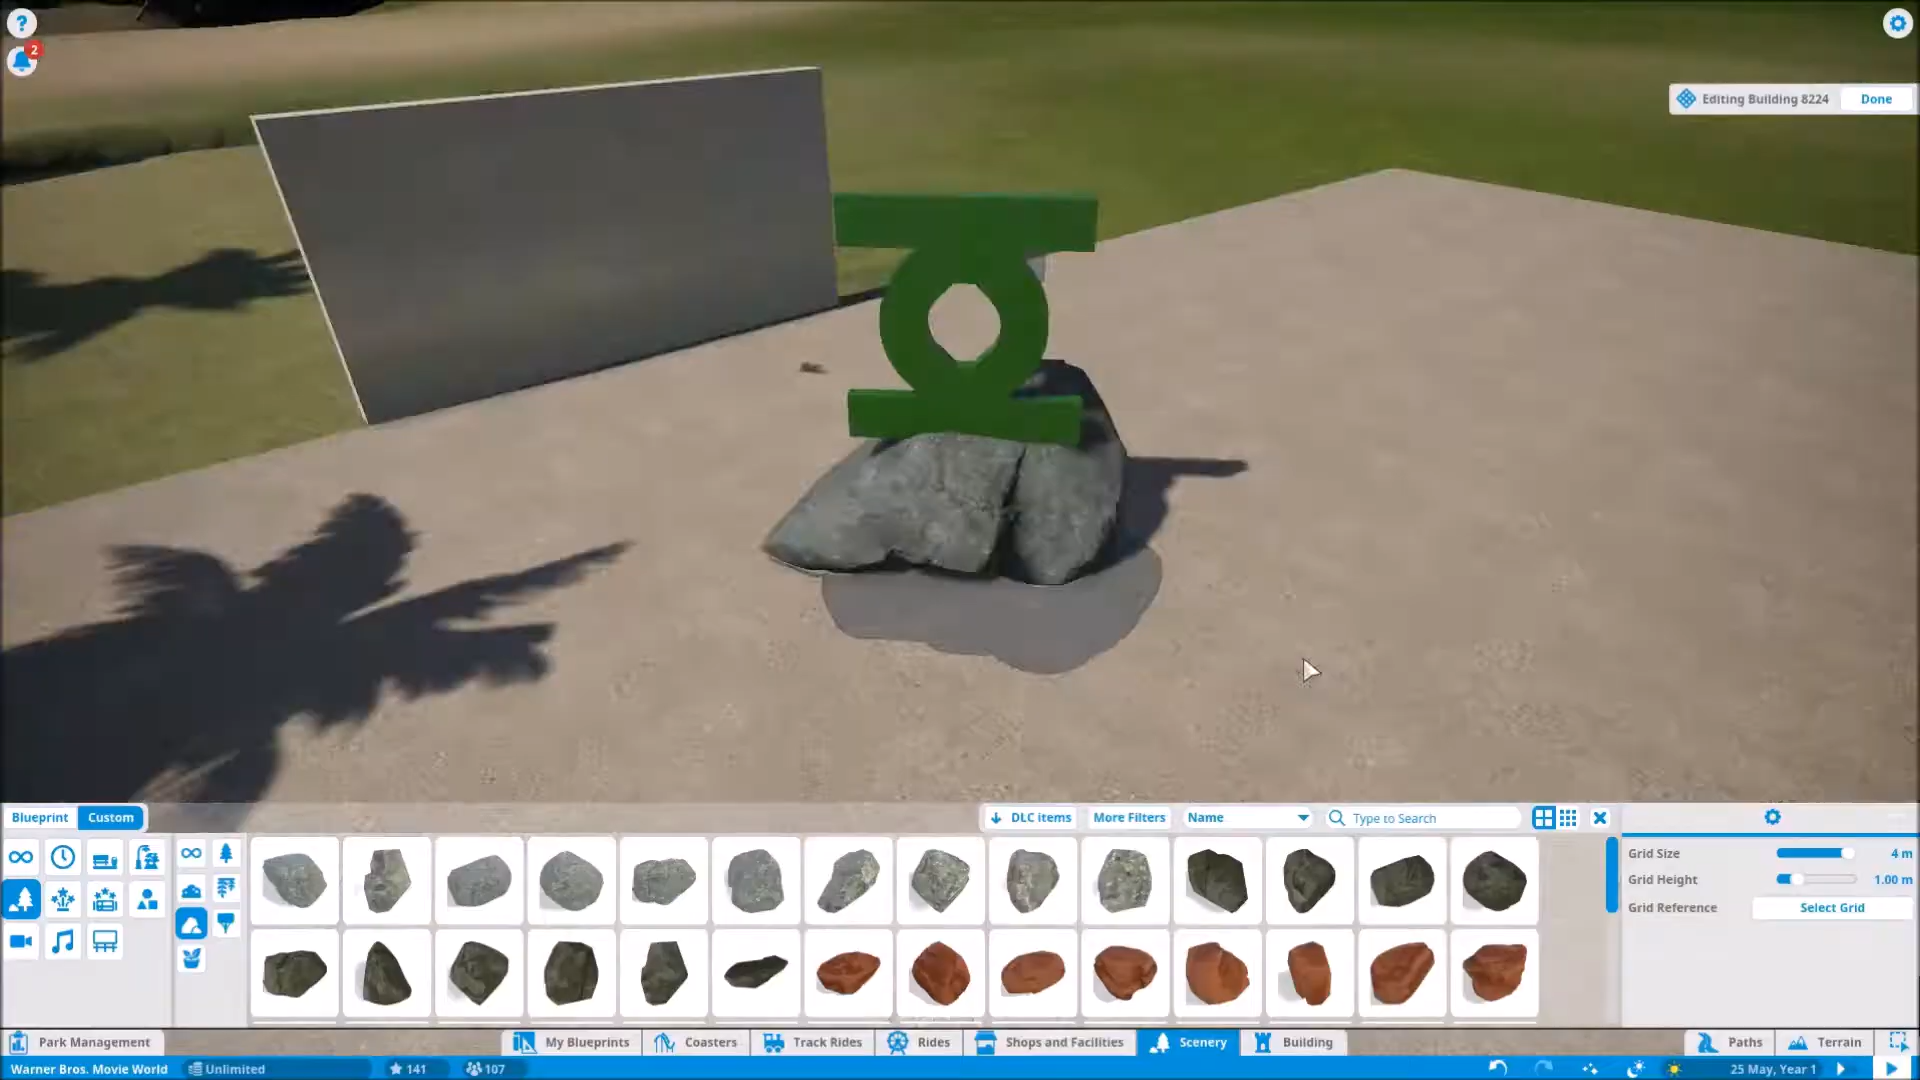 ?
2
Editing Building 8224
Done
Blueprint
Custom
DLC items
More Filters
Name
Type to Search
Grid Size
4 m
Grid Height
1.00 m
Grid Reference
Select Grid
Park Management
My Blueprints
Coasters
Track Rides
Rides
Shops and Facilities
Scenery
Building
Paths
Terrain
Warner Bros. Movie World
Unlimited
141
107
25 May, Year 1